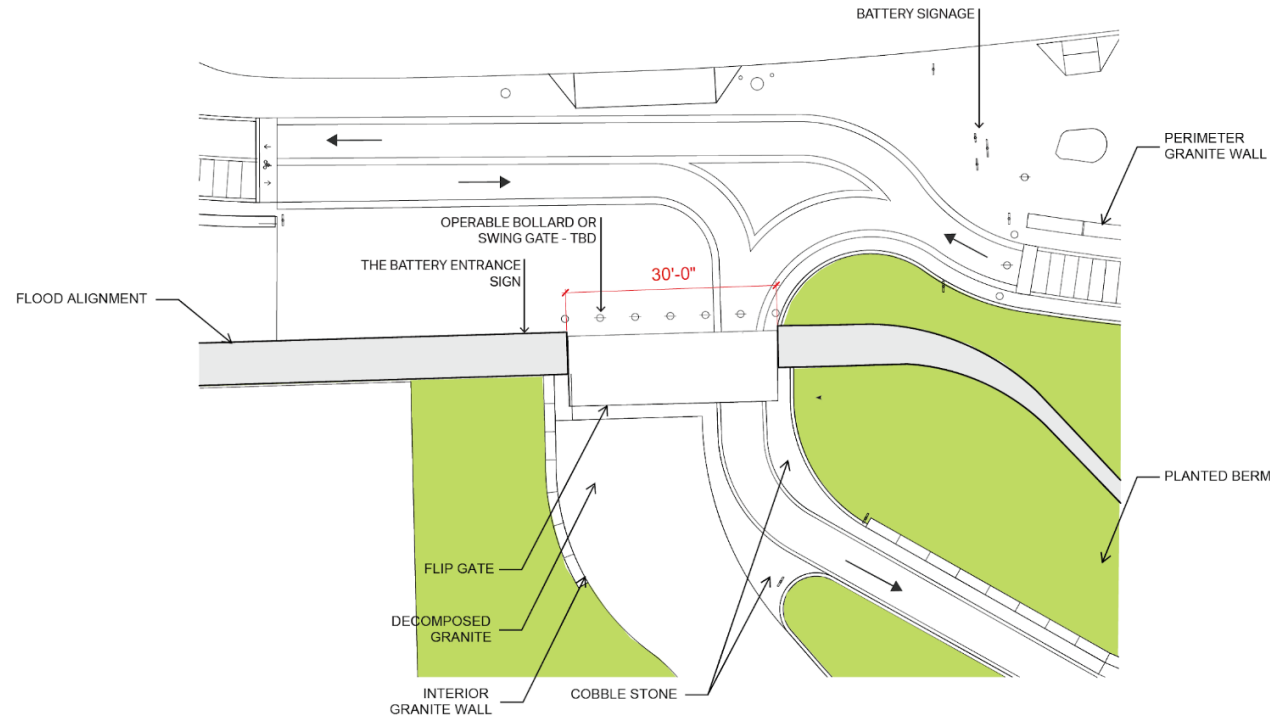 BATTERY SIGNAGE
PERIMETER
GRANITE WALL
OPERABLE BOLLARD OR
SWING GATE - TBD
THE BATTERY ENTRANCE
SIGN
30'-0"
FLOOD ALIGNMENT
PLANTED BERM
FLIP GATE
DECOMPOSED
GRANITE
INTERIOR
GRANITE WALL
COBBLE STONE